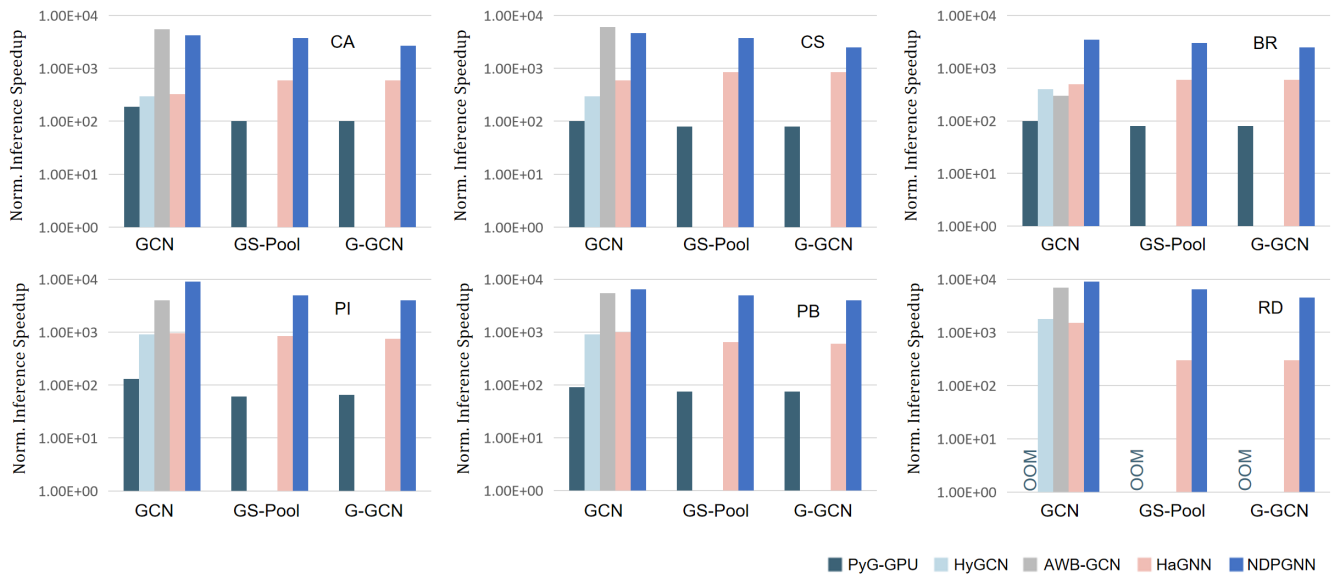 Norm. Inference Speedup
1.00E+04
1.00E+03
1.00E+02
1.00E+01
1.00E+00
CA
GCN GS-Pool G-GCN
Norm. Inference Speedup
1.00E+04
1.00E+03
1.00E+02
1.00E+01
1.00E+00
CS
GCN GS-Pool G-GCN
Norm. Inference Speedup
1.00E+04
1.00E+03
1.00E+02
1.00E+01
1.00E+00
BR
GCN GS-Pool G-GCN
Norm. Inference Speedup
1.00E+04
1.00E+03
1.00E+02
1.00E+01
1.00E+00
PI
GCN GS-Pool G-GCN
Norm. Inference Speedup
1.00E+04
1.00E+03
1.00E+02
1.00E+01
1.00E+00
PB
GCN GS-Pool G-GCN
Norm. Inference Speedup
1.00E+04
1.00E+03
1.00E+02
1.00E+01
1.00E+00
RD
OOM OOM OOM
GCN GS-Pool G-GCN
PyG-GPU HyGCN AWB-GCN HaGNN NDPGNN